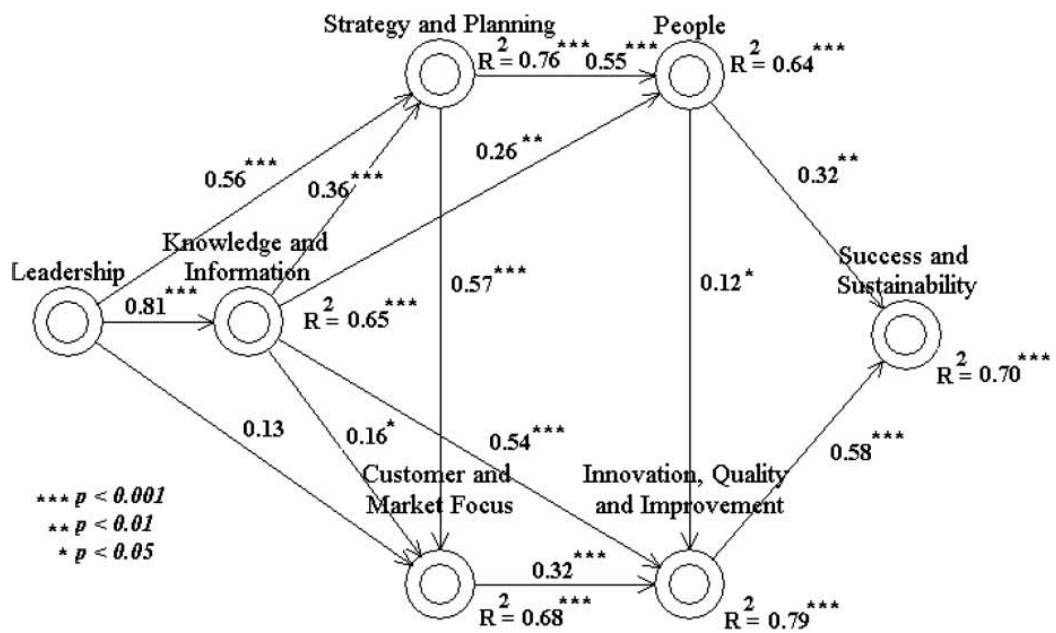 Strategy and Planning
People
R² = 0.76***
0.55***
R² = 0.64***
0.56***
0.36***
0.26**
0.32**
Knowledge and
Information
Leadership
0.81***
R² = 0.65***
0.57***
0.12*
Success and
Sustainability
R² = 0.70***
0.13
0.16*
0.54***
0.58***
Customer and
Market Focus
Innovation, Quality
and Improvement
*** p < 0.001
** p < 0.01
* p < 0.05
0.32***
R² = 0.68***
R² = 0.79***